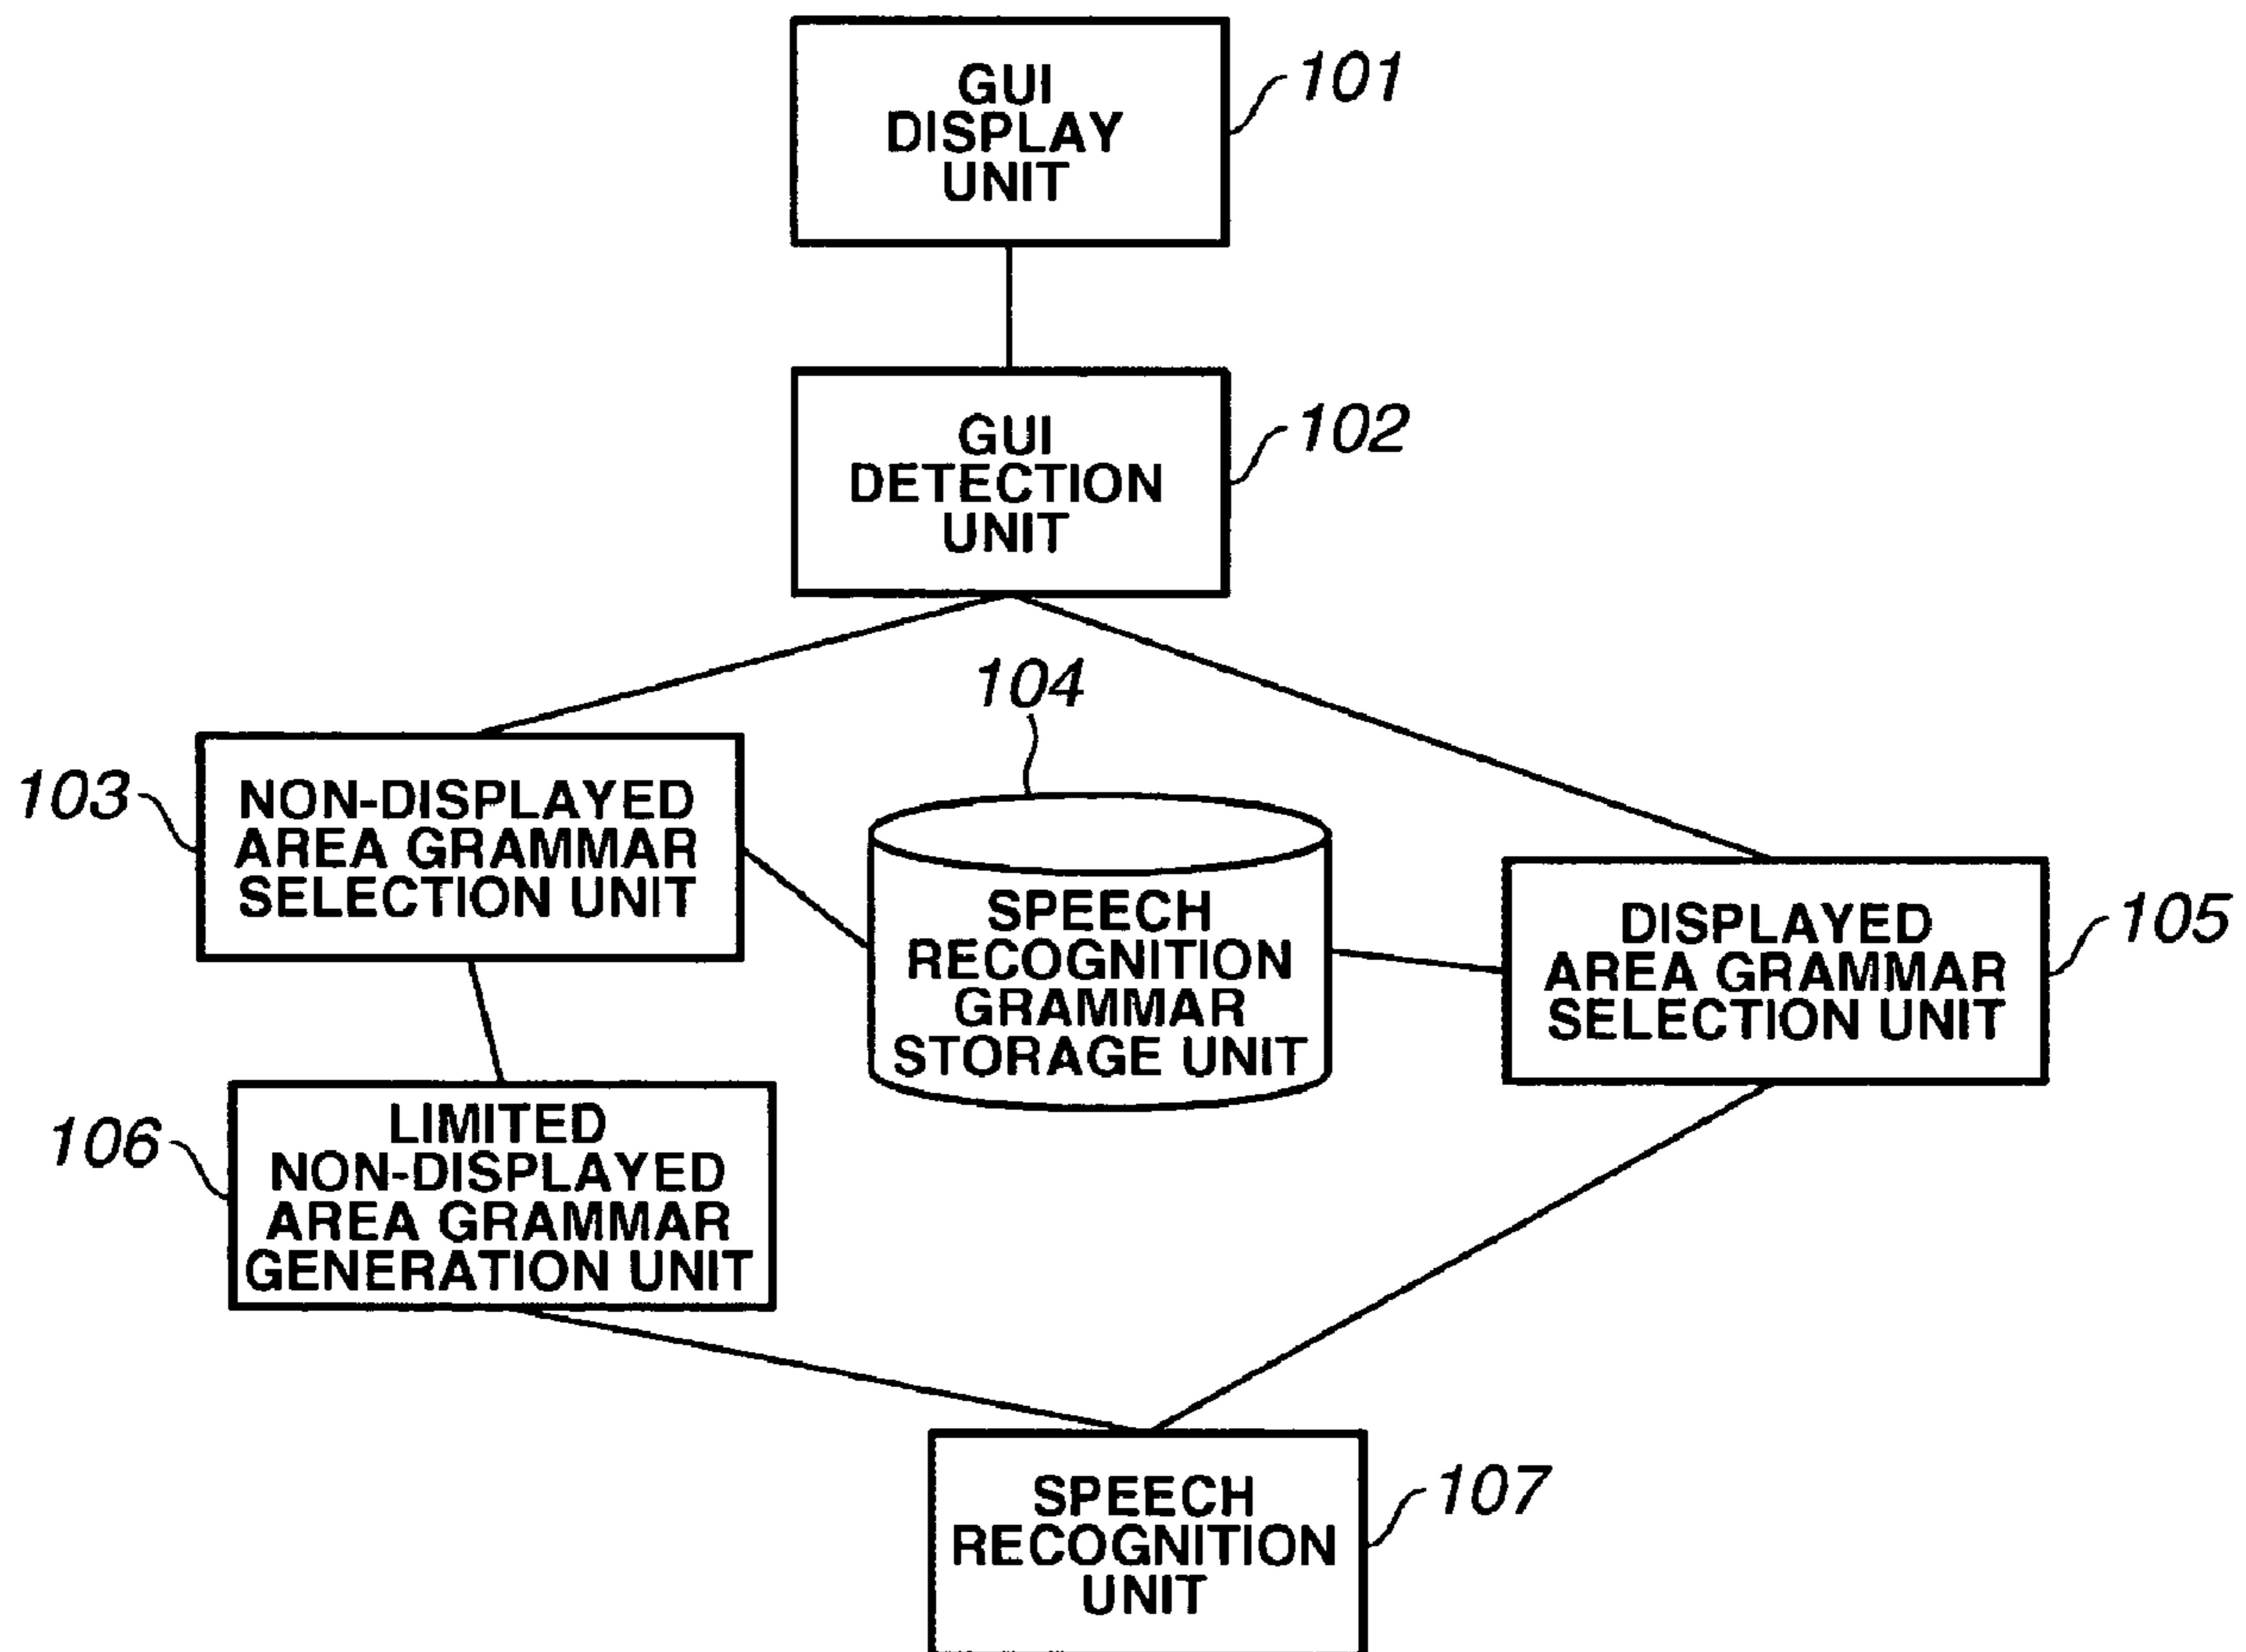 GUI
DISPLAY
UNIT
101
GUI
DETECTION
UNIT
102
104
103
NON-DISPLAYED
AREA GRAMMAR
SELECTION UNIT
SPEECH
RECOGNITION
GRAMMAR
STORAGE UNIT
DISPLAYED
AREA GRAMMAR
SELECTION UNIT
105
106
LIMITED
NON-DISPLAYED
AREA GRAMMAR
GENERATION UNIT
SPEECH
RECOGNITION
UNIT
107